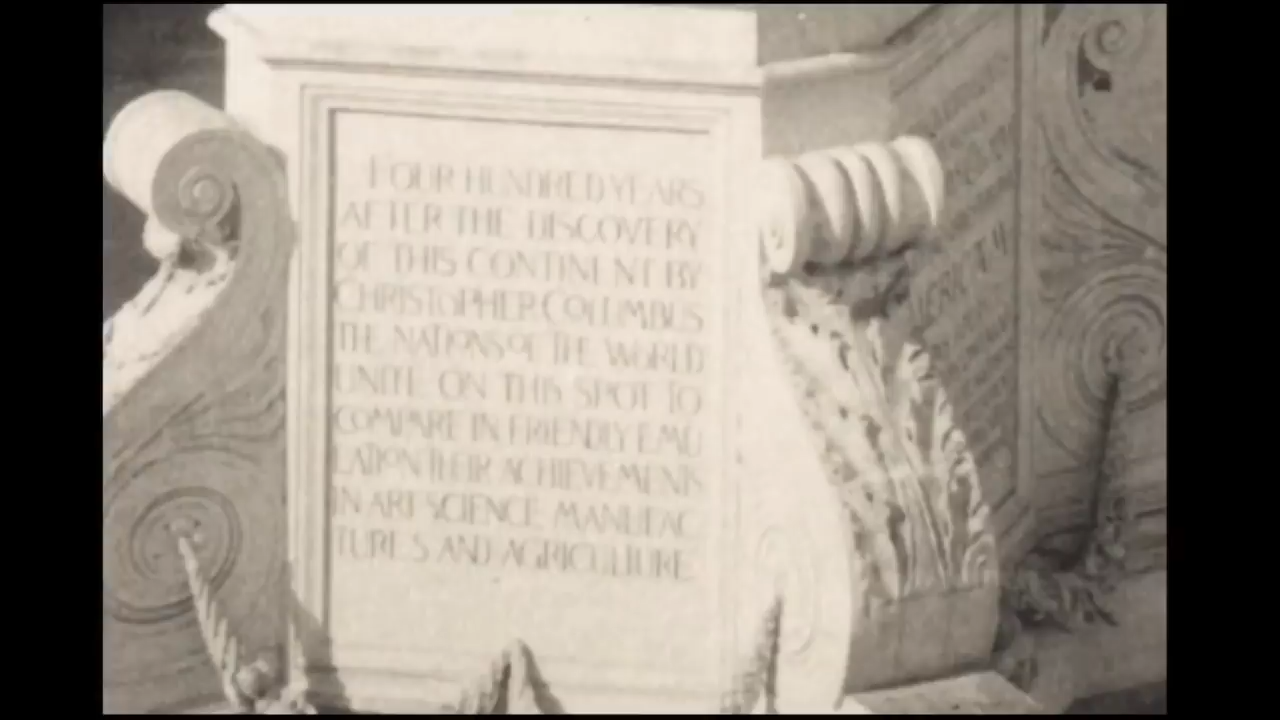 FOUR HUNDRED YEARS
AFTER THE DISCOVERY
OF THIS CONTINENT BY
CHRISTOPHER COLUMBUS
THE NATIONS OF THE WORLD
UNITE ON THIS SPOT TO
COMPARE IN FRIENDLY EMU
LATION THEIR ACHIEVEMENTS
IN ART SCIENCE MANUFAC
TURES AND AGRICULTURE